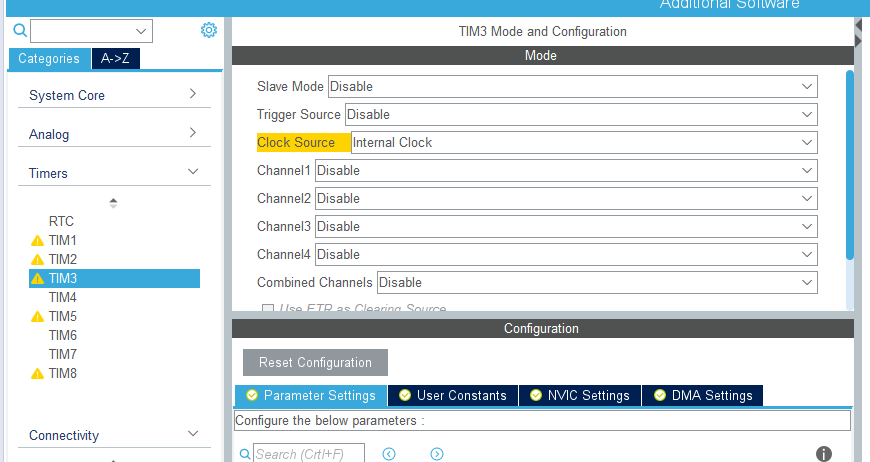 Additional Software
TIM3 Mode and Configuration
Categories A->Z
Mode
System Core
Analog
Timers
RTC
TIM1
TIM2
TIM3
TIM4
TIM5
TIM6
TIM7
TIM8
Connectivity
Slave Mode Disable
Trigger Source Disable
Clock Source Internal Clock
Channel1 Disable
Channel2 Disable
Channel3 Disable
Channel4 Disable
Combined Channels Disable
Use ETR as Clearing Source
Configuration
Reset Configuration
Parameter Settings User Constants NVIC Settings DMA Settings
Configure the below parameters :
Search (Crtl+F)